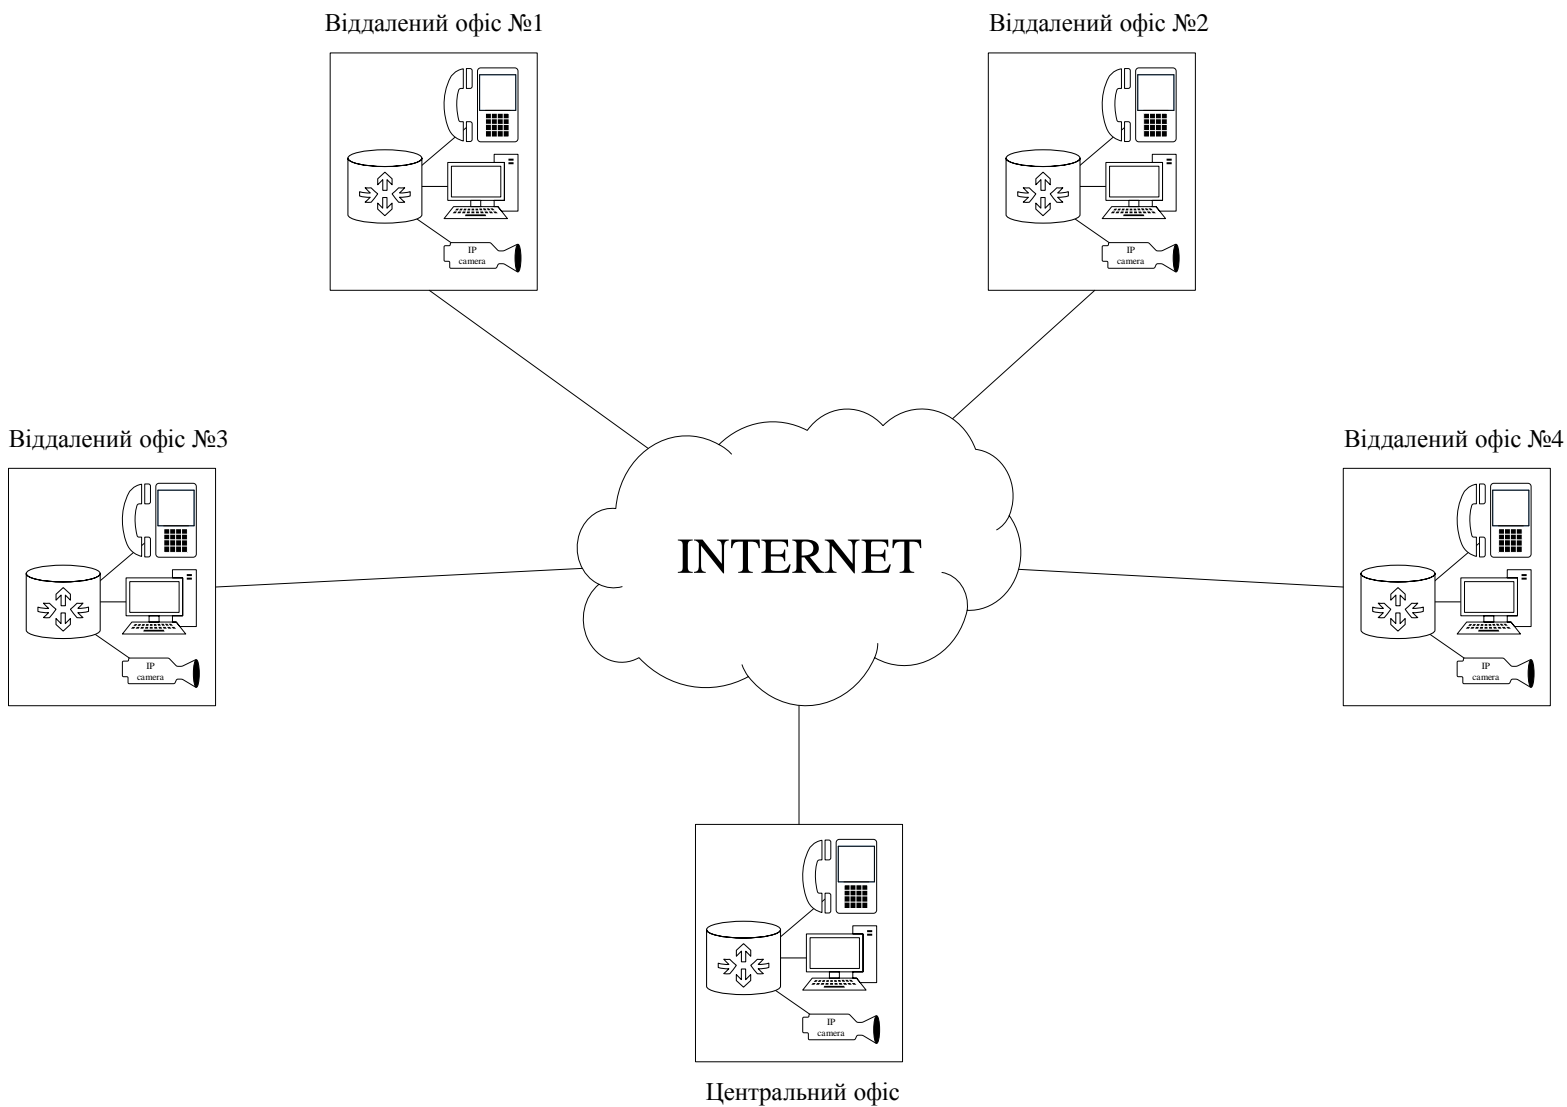 Віддалений офіс №1
Віддалений офіс №2
IP
camera
IP
camera
Віддалений офіс №3
Віддалений офіс №4
INTERNET
IP
camera
IP
camera
IP
camera
Центральний офіс